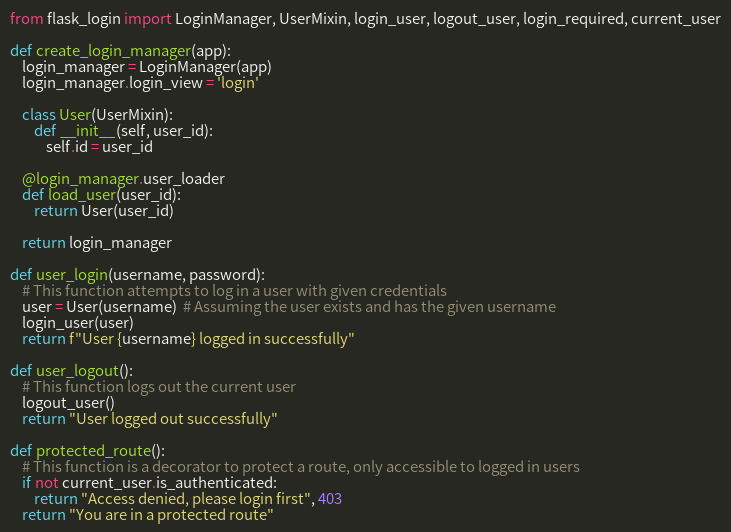 from flask_login import LoginManager, UserMixin, login_user, logout_user, login_required, current_user
def create_login_manager(app):
login_manager = LoginManager(app)
login_manager.login_view = 'login'
class User(UserMixin):
def __init__(self, user_id):
self.id = user_id
@login_manager.user_loader
def load_user(user_id):
return User(user_id)
return login_manager
def user_login(username, password):
# This function attempts to log in a user with given credentials
user = User(username) # Assuming the user exists and has the given username
login_user(user)
return f"User {username} logged in successfully"
def user_logout():
# This function logs out the current user
logout_user()
return "User logged out successfully"
def protected_route():
# This function is a decorator to protect a route, only accessible to logged in users
if not current_user.is_authenticated:
return "Access denied, please login first", 403
return "You are in a protected route"